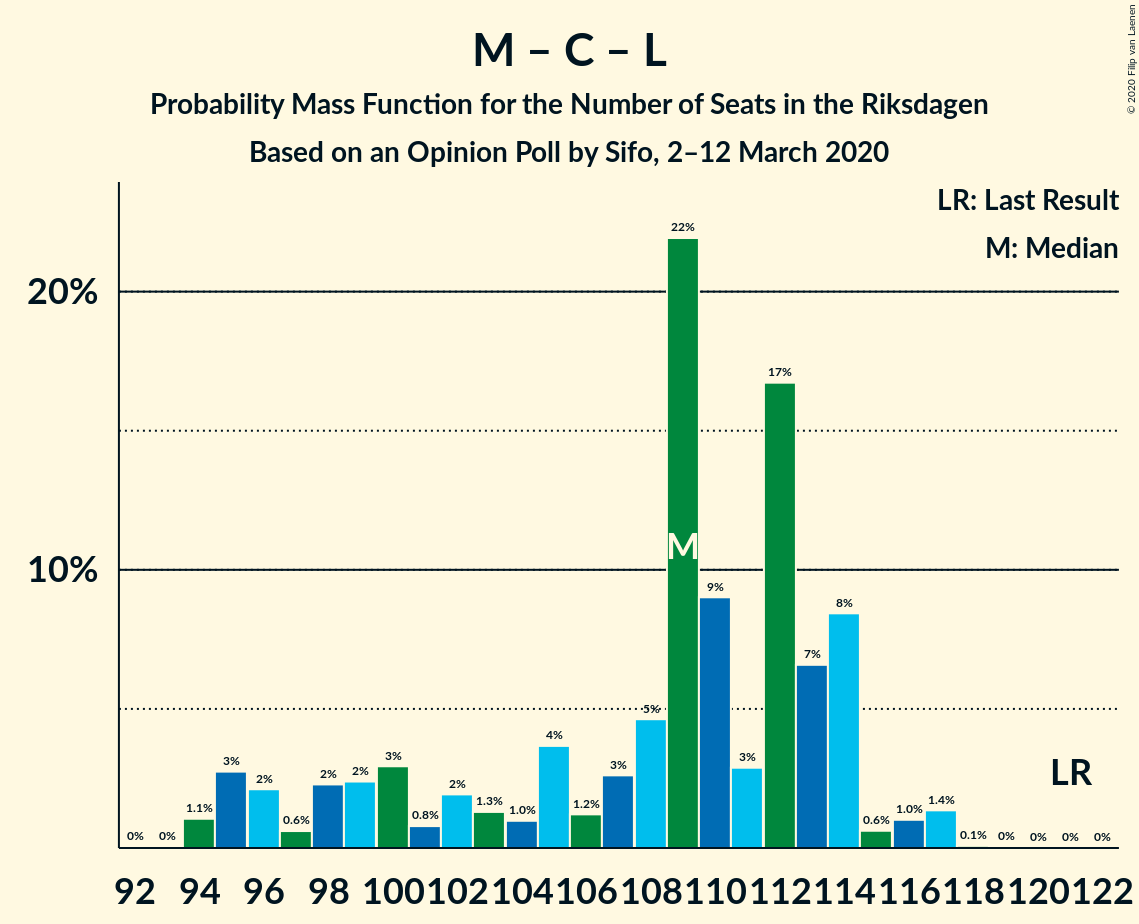 M – C – L
Probability Mass Function for the Number of Seats in the Riksdagen
Based on an Opinion Poll by Sifo, 2–12 March 2020
© 2020 Filip van Laenen
LR: Last Result
M: Median
20%
10%
0% 0% 1.1% 3% 2% 0.6% 2% 2% 3% 0.8% 2% 1.3% 1.0% 4% 1.2% 3% 5% 22% 9% 3% 17% 7% 8% 0.6% 1.0% 1.4% 0.1% 0% 0% 0% 0%
M
LR
92 94 96 98 100 102 104 106 108 110 112 114 116 118 120 122